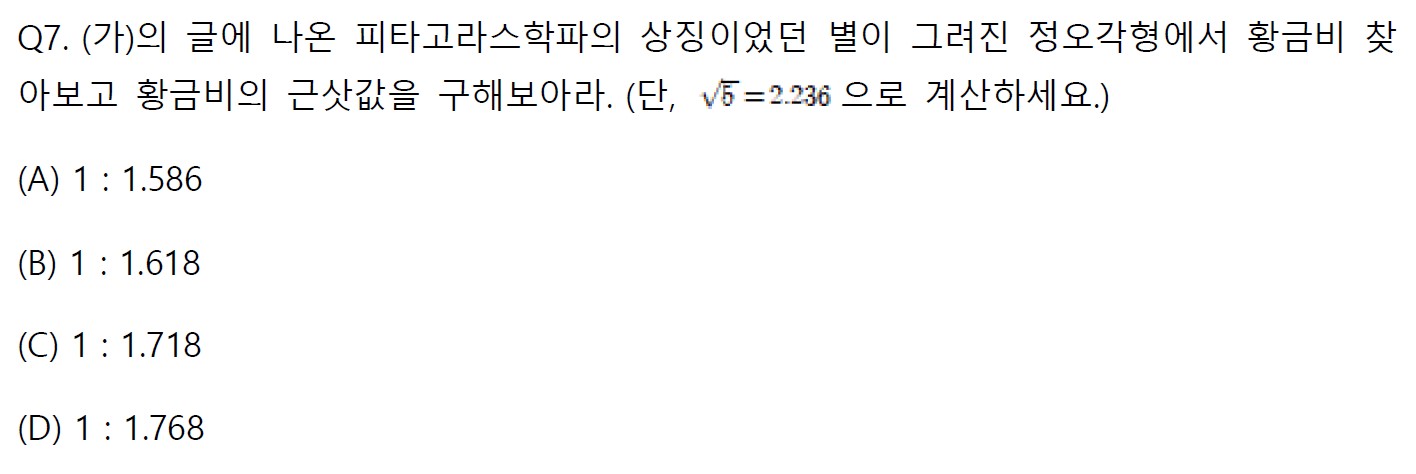 Q7. (가)의 글에 나온 피타고라스학파의 상징이었던 별이 그려진 정오각형에서 황금비 찾
아보고 황금비의 근삿값을 구해보아라. (단, √5 = 2.236 으로 계산하세요.)
(A) 1 : 1.586
(B) 1 : 1.618
(C) 1 : 1.718
(D) 1 : 1.768